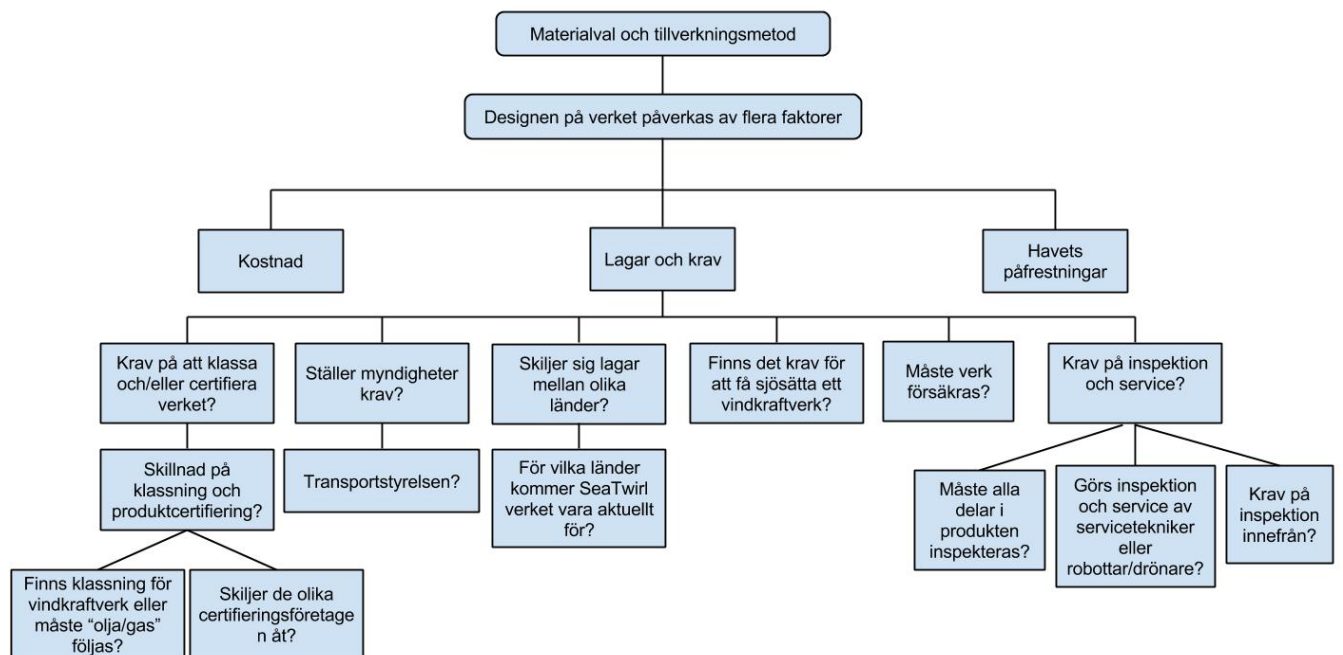 Materialval och tillverkningsmetod
Designen på verket påverkas av flera faktorer
Kostnad
Lagar och krav
Havets
påfrestningar
Krav på att klassa
och/eller certifiera
verket?
Ställer myndigheter
krav?
Skiljer sig lagar
mellan olika
länder?
Finns det krav för
att få sjösätta ett
vindkraftverk?
Måste verk
försäkras?
Krav på inspektion
och service?
Skillnad på
klassning och
produktcertifiering?
Transportstyrelsen?
För vilka länder
kommer SeaTwirl
verket vara aktuellt
för?
Måste alla
delar i
produkten
inspekteras?
Görs inspektion
och service av
servicetekniker
eller
robottar/drönare?
Krav på
inspektion
innefrån?
Finns klassning för
vindkraftverk eller
måste “olja/gas”
följas?
Skiljer de olika
certifieringsföretage
n åt?